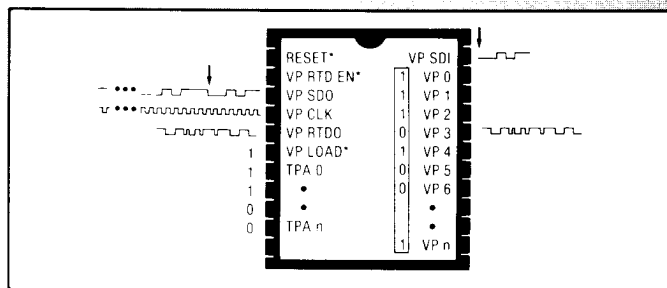 RESET* VP SDI
VP RTD EN* 1 VP 0
VP SDO 1 VP 1
VP CLK 1 VP 2
VP RTDO 0 VP 3
1 VP LOAD* 1 VP 4
1 TPA 0 0 VP 5
1 • 0 VP 6
0 • •
0 TPA n •
1 VP n